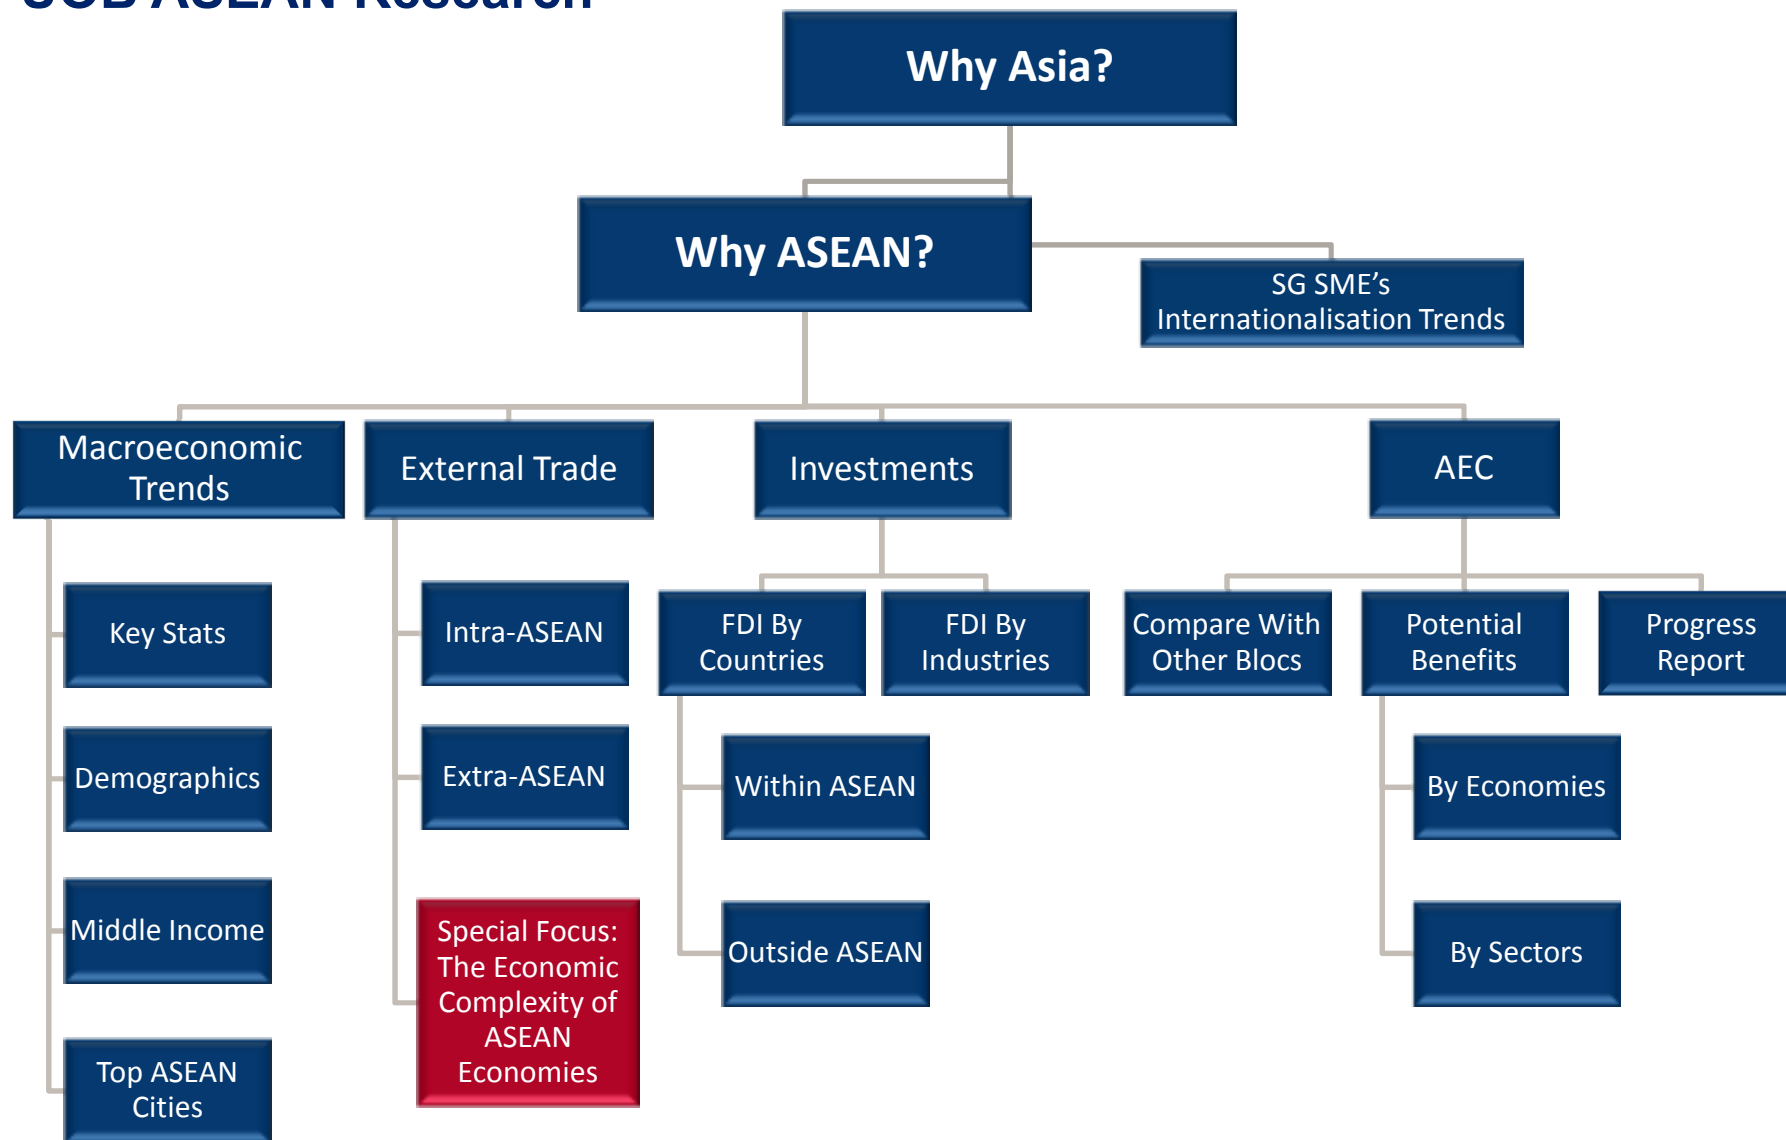 ASEAN Research
Why Asia?
Why ASEAN?
SG SME's
Internationalisation Trends
Macroeconomic
Trends
External Trade
Investments
AEC
Key Stats
Demographics
Middle Income
Top ASEAN
Cities
Intra-ASEAN
Extra-ASEAN
Special Focus:
The Economic
Complexity of
ASEAN
Economies
FDI By
Countries
FDI By
Industries
Within ASEAN
Outside ASEAN
Compare With
Other Blocs
Potential
Benefits
Progress
Report
By Economies
By Sectors